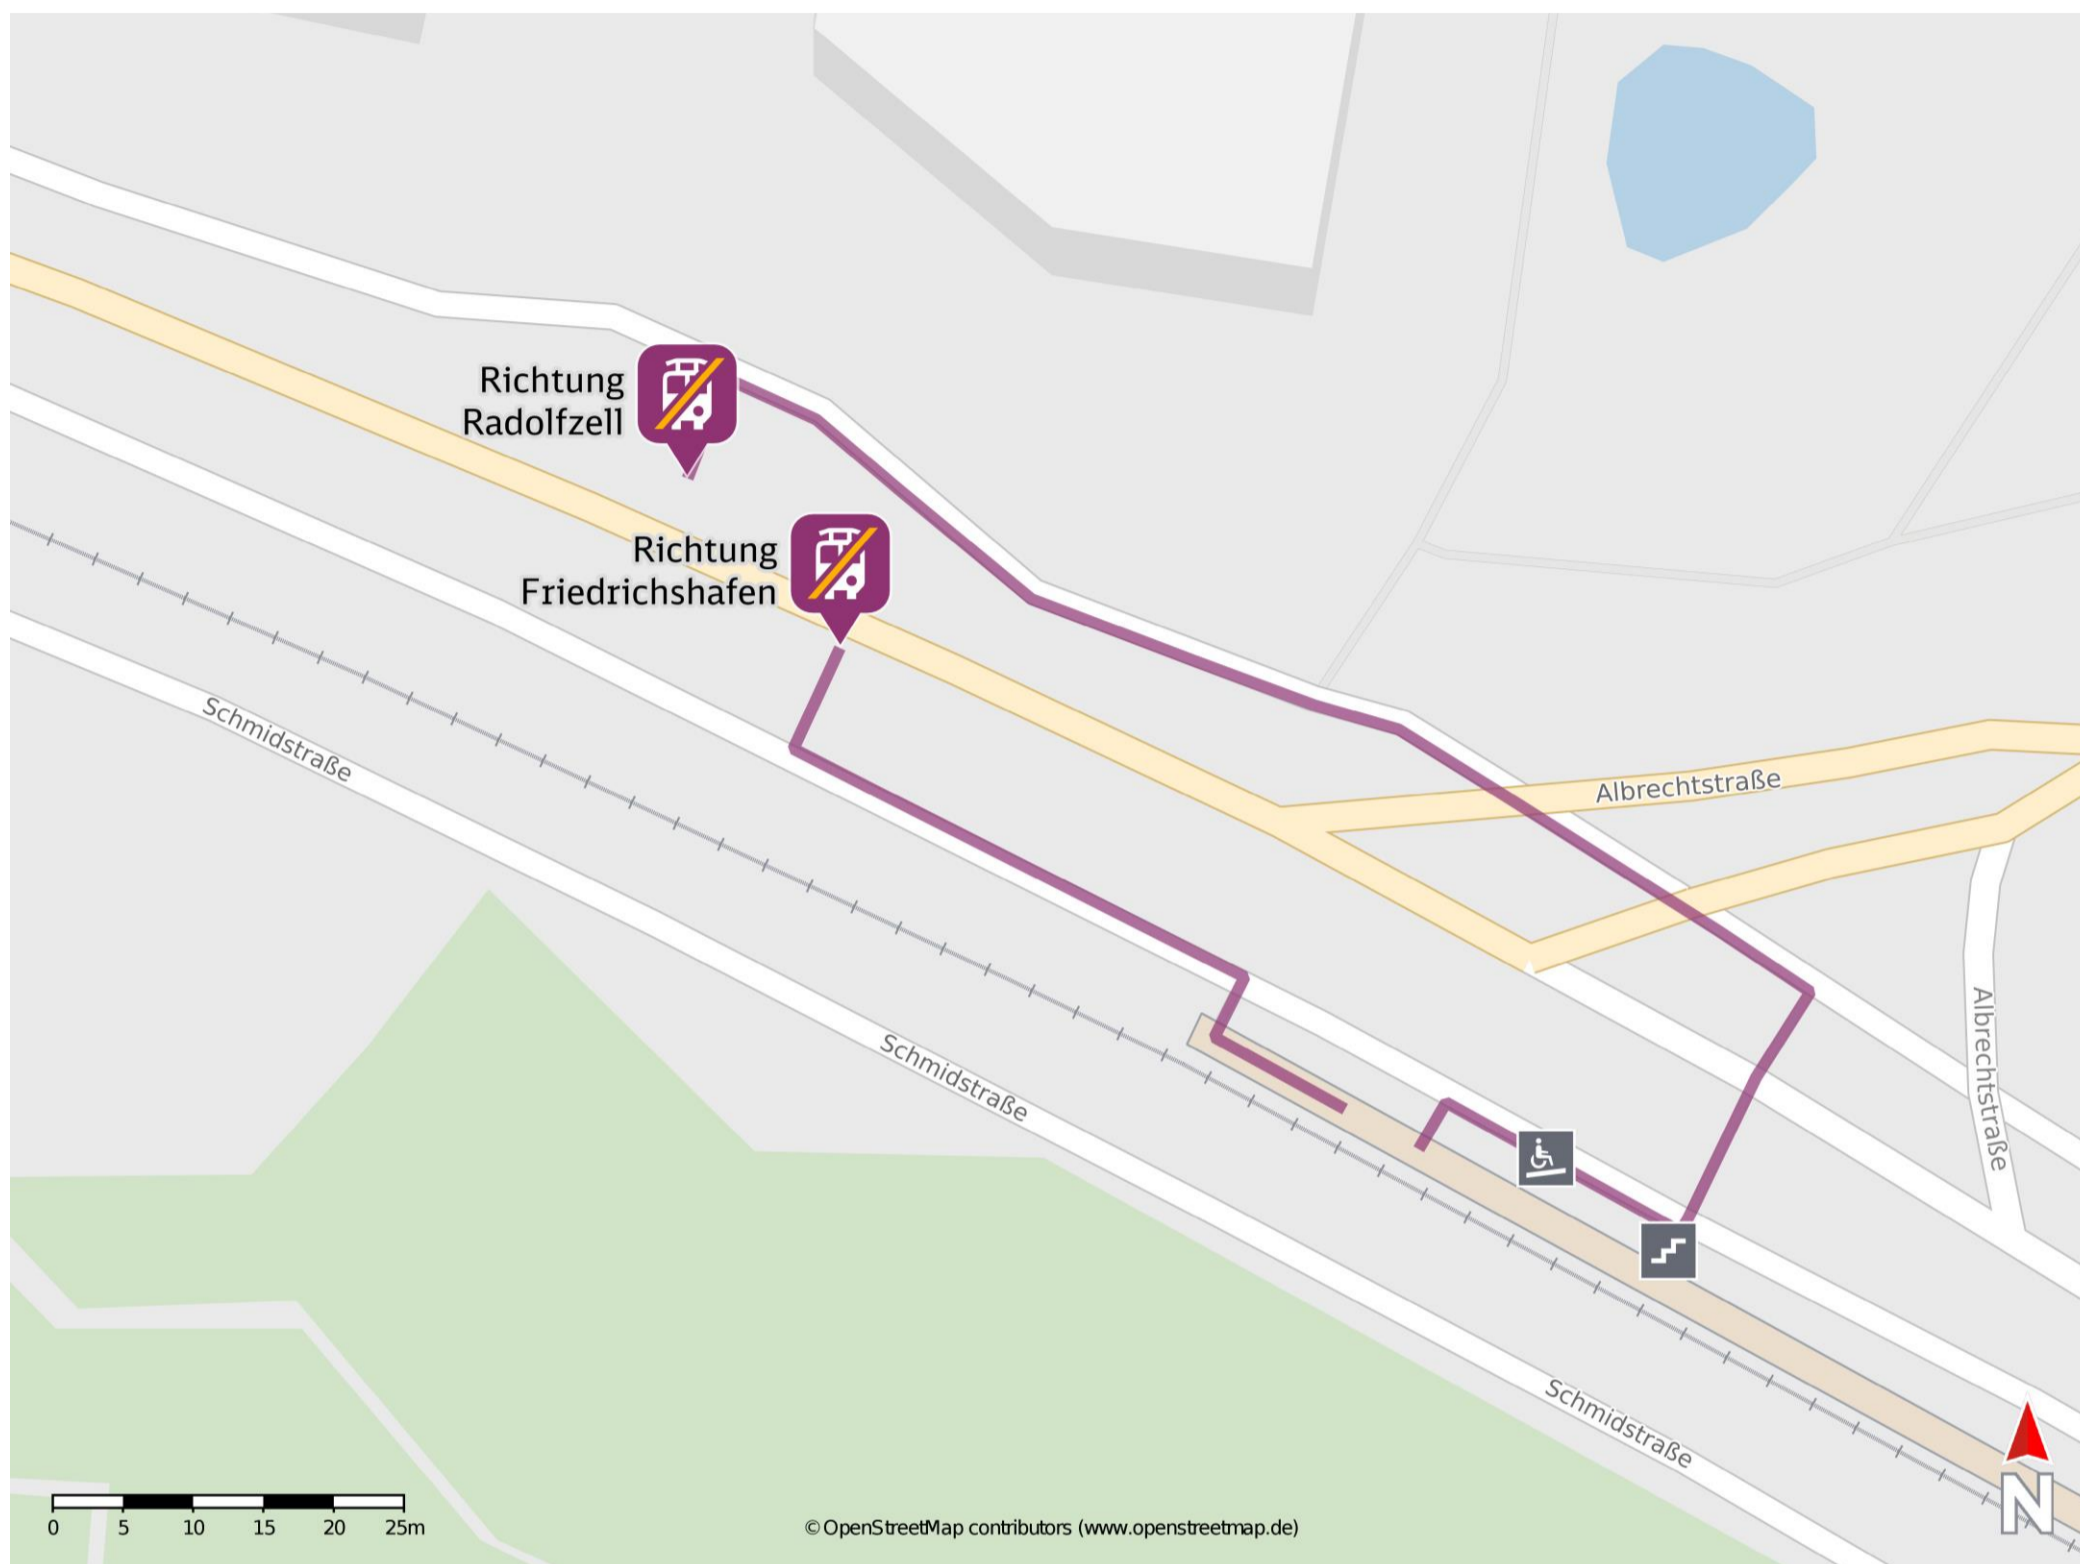 Richtung
Radolfzell
Richtung
Friedrichshafen
Schmidstraße
Albrechtstraße
Schmidstraße
Albrechtstraße
Schmidstraße
N
0 5 10 15 20 25m
© OpenStreetMap contributors (www.openstreetmap.de)